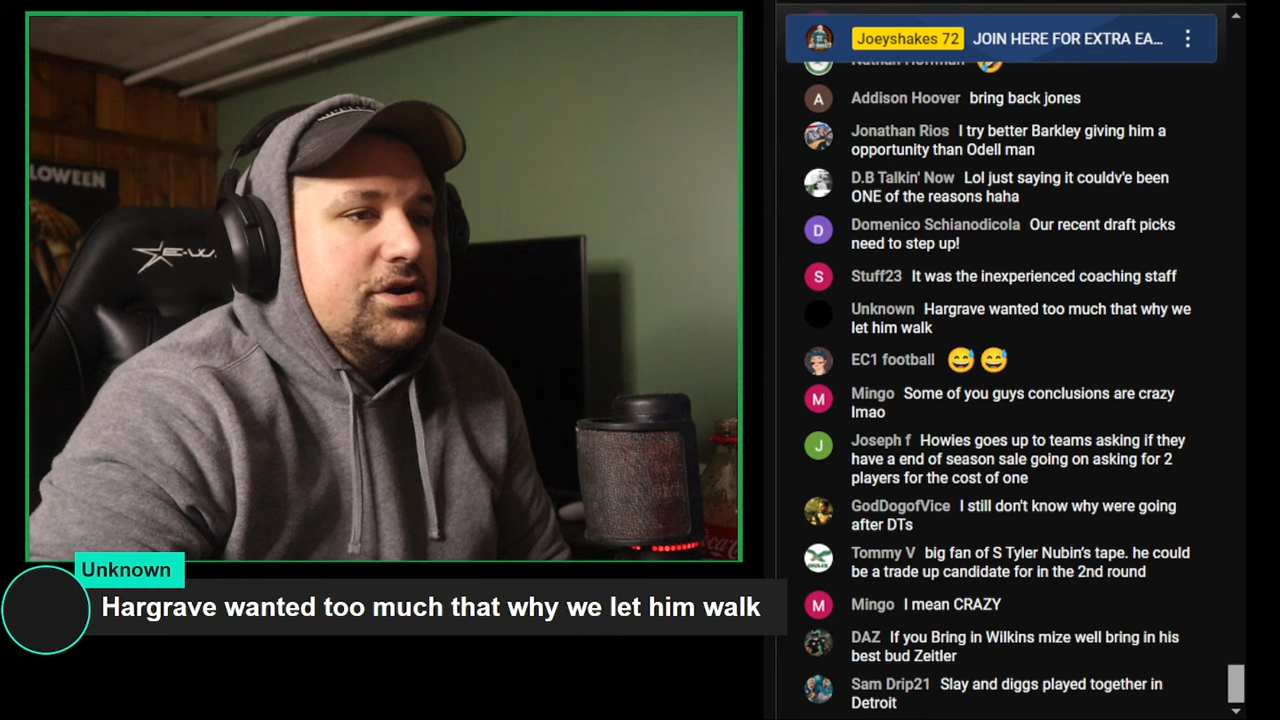 Joeyshakes 72 JOIN HERE FOR EXTRA EA...
Nathan Hoffman 🤣
A Addison Hoover bring back jones
Jonathan Rios I try better Barkley giving him a
opportunity than Odell man
D.B Talkin' Now Lol just saying it couldv'e been
ONE of the reasons haha
D Domenico Schianodicola Our recent draft picks
need to step up!
S Stuff23 It was the inexperienced coaching staff
Unknown Hargrave wanted too much that why we
let him walk
EC1 football 😅 😅
M Mingo Some of you guys conclusions are crazy
lmao
J Joseph f Howies goes up to teams asking if they
have a end of season sale going on asking for 2
players for the cost of one
GodDogofVice I still don't know why were going
after DTs
Tommy V big fan of S Tyler Nubin's tape. he could
be a trade up candidate for in the 2nd round
M Mingo I mean CRAZY
DAZ If you Bring in Wilkins mize well bring in his
best bud Zeitler
Sam Drip21 Slay and diggs played together in
Detroit
LOWEEN
E-W
Coca-C
Unknown
Hargrave wanted too much that why we let him walk